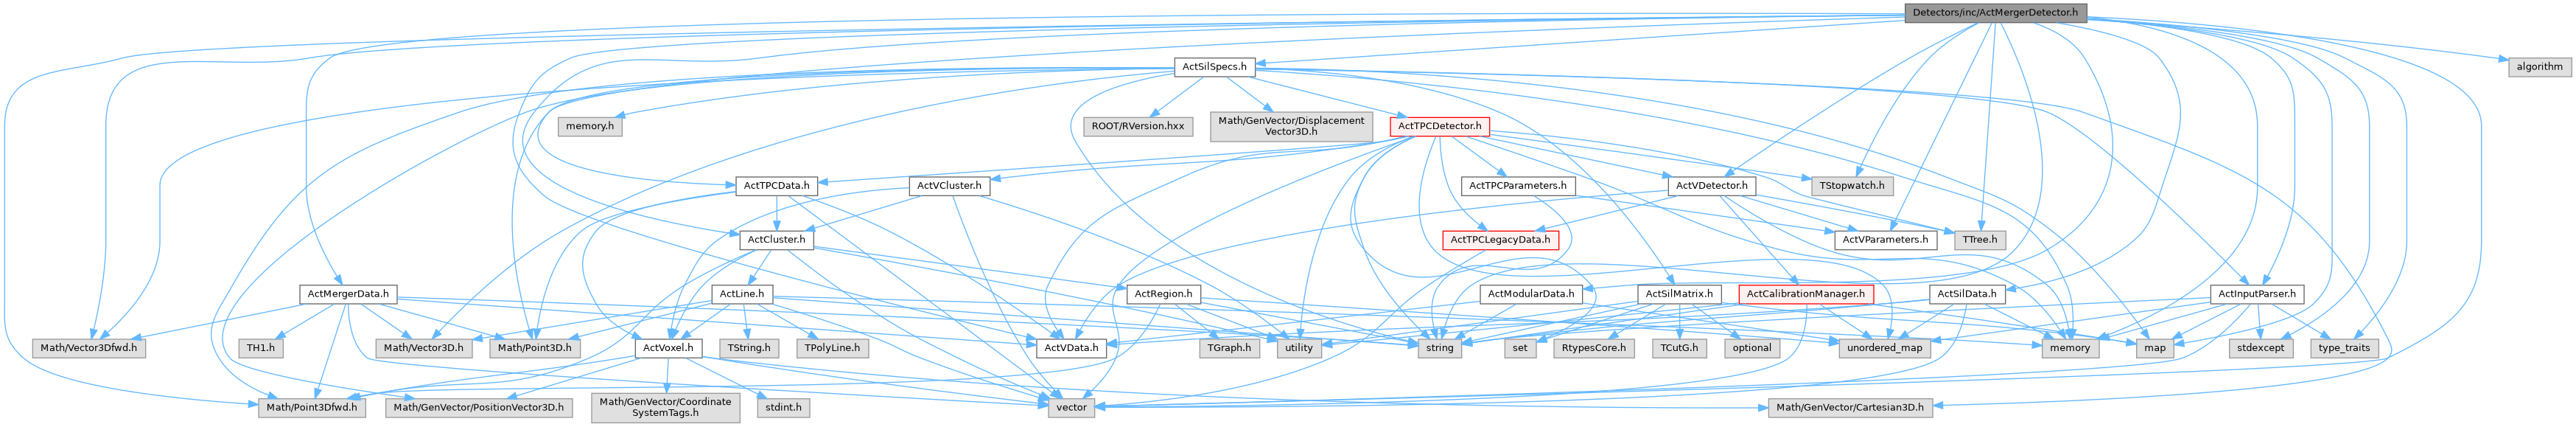 Detectors/inc/ActMergerDetector.h
ActSilSpecs.h
algorithm
memory.h
ROOT/RVersion.hxx
Math/GenVector/Displacement
Vector3D.h
ActTPCDetector.h
ActTPCData.h
ActVCluster.h
ActTPCParameters.h
ActVDetector.h
TStopwatch.h
ActCluster.h
ActTPCLegacyData.h
ActVParameters.h
TTree.h
ActMergerData.h
ActLine.h
ActRegion.h
ActModularData.h
ActSilMatrix.h
ActCalibrationManager.h
ActSilData.h
ActInputParser.h
Math/Vector3Dfwd.h
TH1.h
Math/Vector3D.h
Math/Point3D.h
ActVoxel.h
TString.h
TPolyLine.h
ActVData.h
TGraph.h
utility
string
set
RtypesCore.h
TCutG.h
optional
unordered_map
memory
map
stdexcept
type_traits
Math/Point3Dfwd.h
Math/GenVector/PositionVector3D.h
Math/GenVector/Coordinate
SystemTags.h
stdint.h
vector
Math/GenVector/Cartesian3D.h